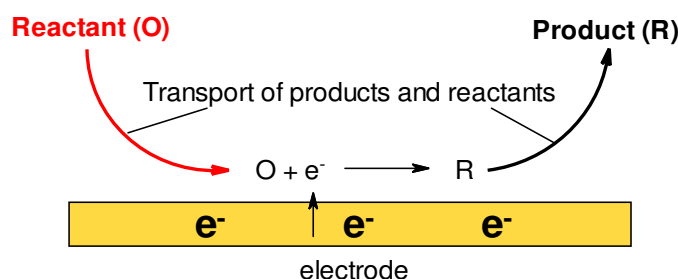 Reactant (O)
Product (R)
Transport of products and reactants
O + e⁻
R
e⁻ e⁻ e⁻
electrode